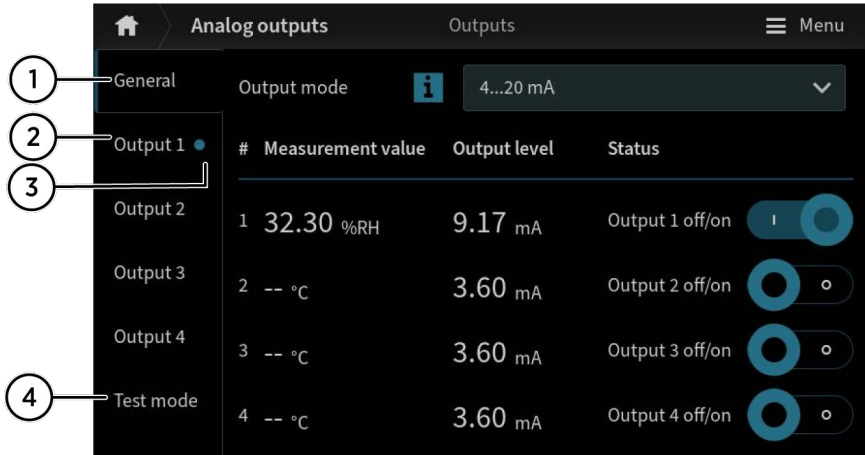 Analog outputs Outputs Menu
1 General Output mode i 4...20 mA
2 Output 1 # Measurement value Output level Status
3
Output 2 1 32.30 %RH 9.17 mA Output 1 off/on
Output 3 2 -- °C 3.60 mA Output 2 off/on
Output 4 3 -- °C 3.60 mA Output 3 off/on
4 Test mode 4 -- °C 3.60 mA Output 4 off/on